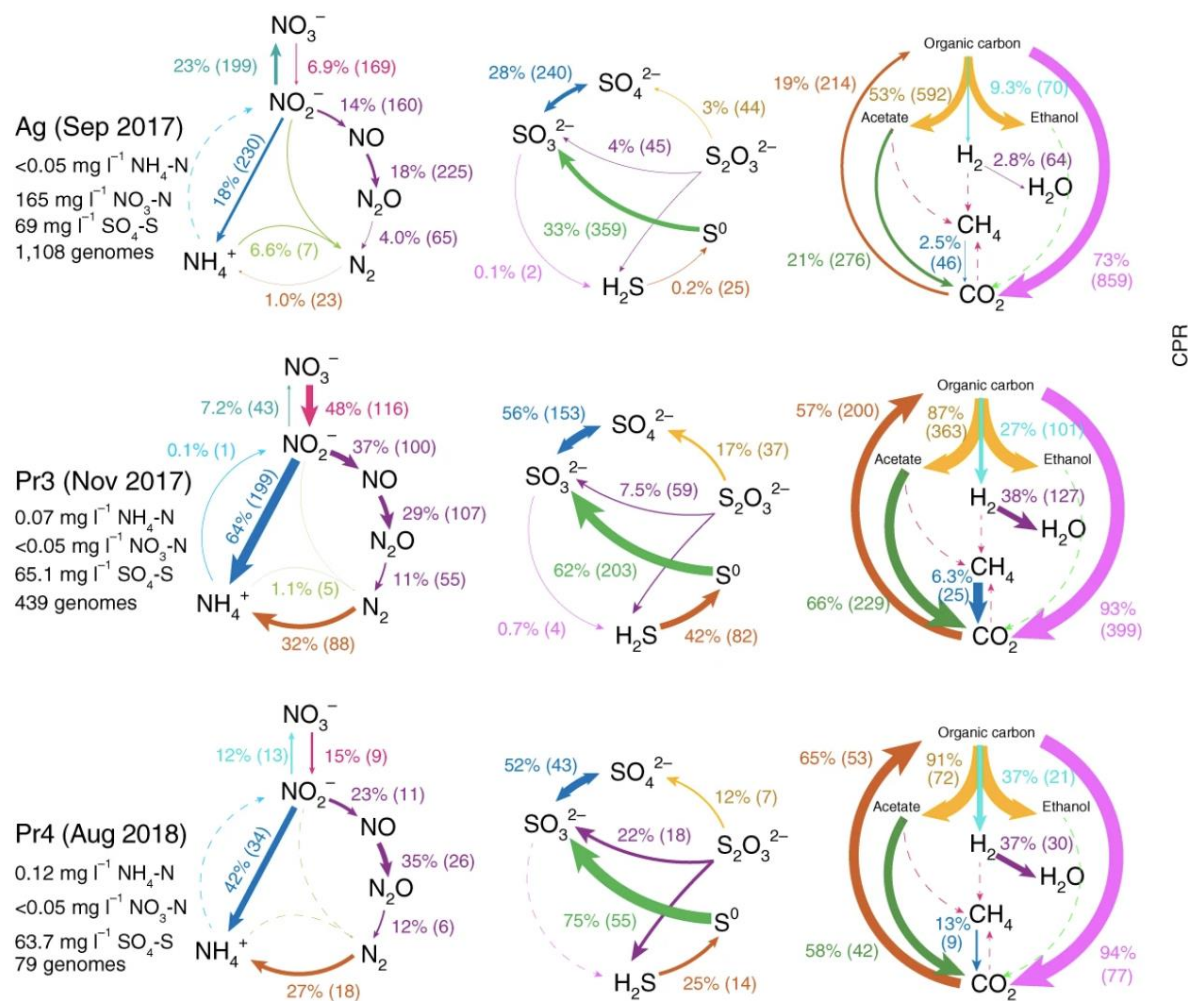 Ag (Sep 2017)
<0.05 mg l⁻¹ NH₄-N
165 mg l⁻¹ NO₃-N
69 mg l⁻¹ SO₄-S
1,108 genomes
NO₃⁻
23% (199)
6.9% (169)
NO₂⁻
14% (160)
NO
18% (230)
18% (225)
N₂O
4.0% (65)
NH₄⁺
6.6% (7)
N₂
1.0% (23)
28% (240)
SO₄²⁻
3% (44)
SO₃²⁻
4% (45)
S₂O₃²⁻
33% (359)
S⁰
0.1% (2)
H₂S
0.2% (25)
Organic carbon
19% (214)
53% (592)
9.3% (70)
Acetate
Ethanol
H₂
2.8% (64)
H₂O
CH₄
2.5%
(46)
21% (276)
CO₂
73%
(859)
CPR
Pr3 (Nov 2017)
0.07 mg l⁻¹ NH₄-N
<0.05 mg l⁻¹ NO₃-N
65.1 mg l⁻¹ SO₄-S
439 genomes
NO₃⁻
7.2% (43)
48% (116)
0.1% (1)
NO₂⁻
37% (100)
NO
64% (199)
29% (107)
N₂O
11% (55)
NH₄⁺
1.1% (5)
N₂
32% (88)
56% (153)
SO₄²⁻
17% (37)
SO₃²⁻
7.5% (59)
S₂O₃²⁻
62% (203)
S⁰
0.7% (4)
H₂S
42% (82)
Organic carbon
57% (200)
87%
(363)
27% (101)
Acetate
Ethanol
H₂
38% (127)
H₂O
CH₄
6.3%
(25)
66% (229)
CO₂
93%
(399)
Pr4 (Aug 2018)
0.12 mg l⁻¹ NH₄-N
<0.05 mg l⁻¹ NO₃-N
63.7 mg l⁻¹ SO₄-S
79 genomes
NO₃⁻
12% (13)
15% (9)
NO₂⁻
23% (11)
NO
42% (34)
35% (26)
N₂O
12% (6)
NH₄⁺
N₂
27% (18)
52% (43)
SO₄²⁻
12% (7)
SO₃²⁻
22% (18)
S₂O₃²⁻
75% (55)
S⁰
H₂S
25% (14)
Organic carbon
65% (53)
91%
(72)
37% (21)
Acetate
Ethanol
H₂
37% (30)
H₂O
CH₄
13%
(9)
58% (42)
CO₂
94%
(77)